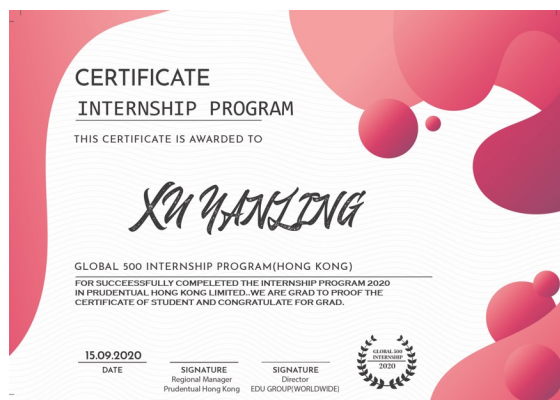 CERTIFICATE
INTERNSHIP PROGRAM
THIS CERTIFICATE IS AWARDED TO
XU YANLING
GLOBAL 500 INTERNSHIP PROGRAM(HONG KONG)
FOR SUCCEESSFULLY COMPELETED THE INTERNSHIP PROGRAM 2020
IN PRUDENTIAL HONG KONG LIMITED..WE ARE GRAD TO PROOF THE
CERTIFICATE OF STUDENT AND CONGRATULATE FOR GRAD.
15.09.2020
DATE
SIGNATURE
Regional Manager
Prudential Hong Kong
SIGNATURE
Director
EDU GROUP(WORLDWIDE)
GLOBAL 500
INTERNSHIP
2020